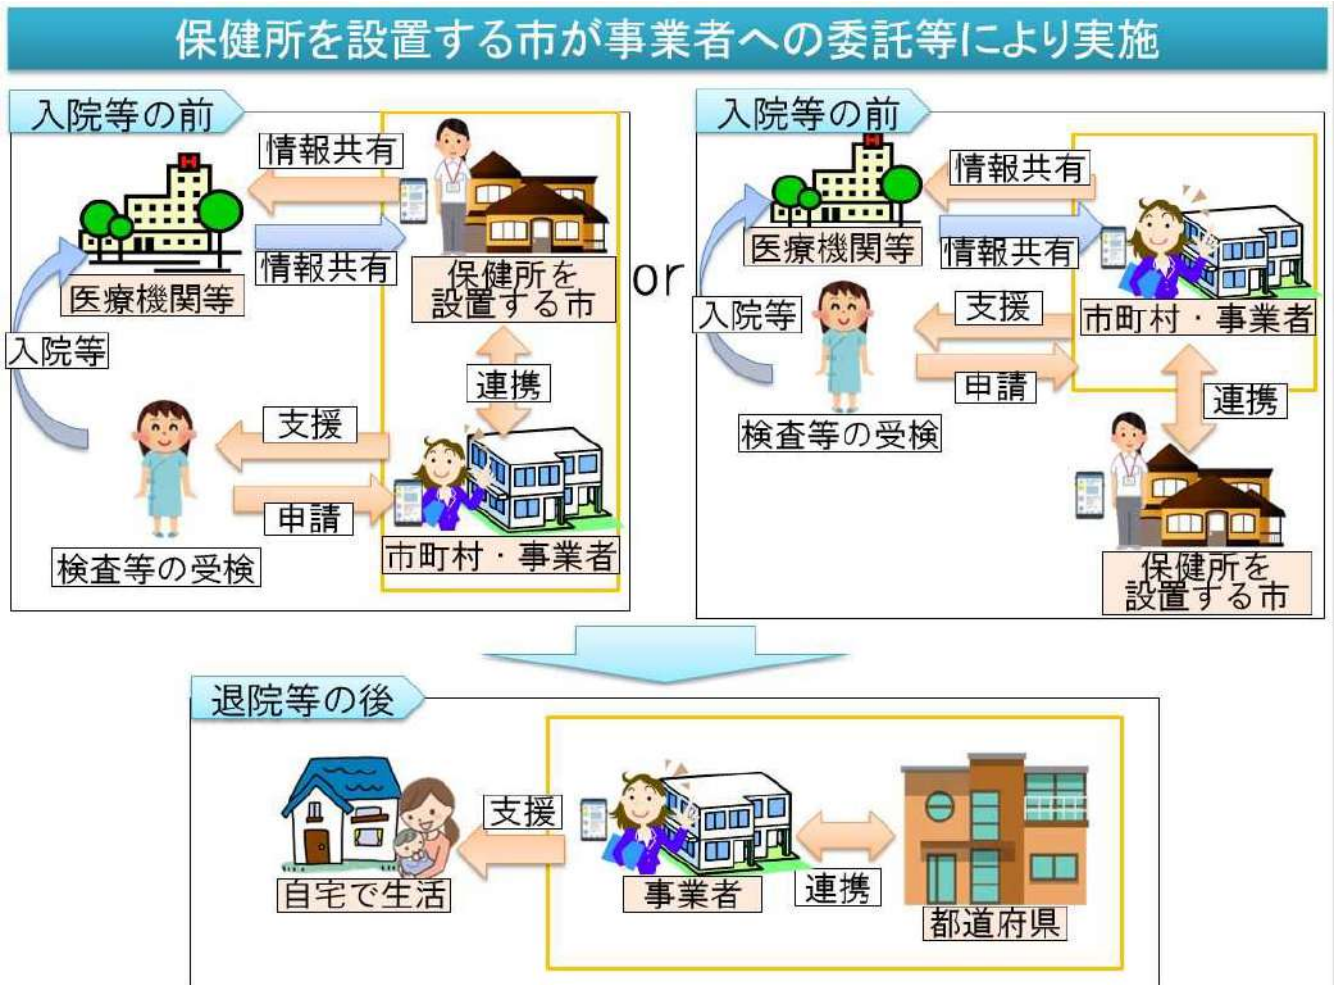 保健所を設置する市が事業者への委託等により実施
入院等の前
情報共有
情報共有
医療機関等
保健所を
設置する市
入院等
連携
支援
申請
検査等の受検
市町村・事業者
or
入院等の前
情報共有
情報共有
医療機関等
入院等
支援
市町村・事業者
申請
連携
検査等の受検
保健所を
設置する市
退院等の後
支援
自宅で生活
事業者
連携
都道府県